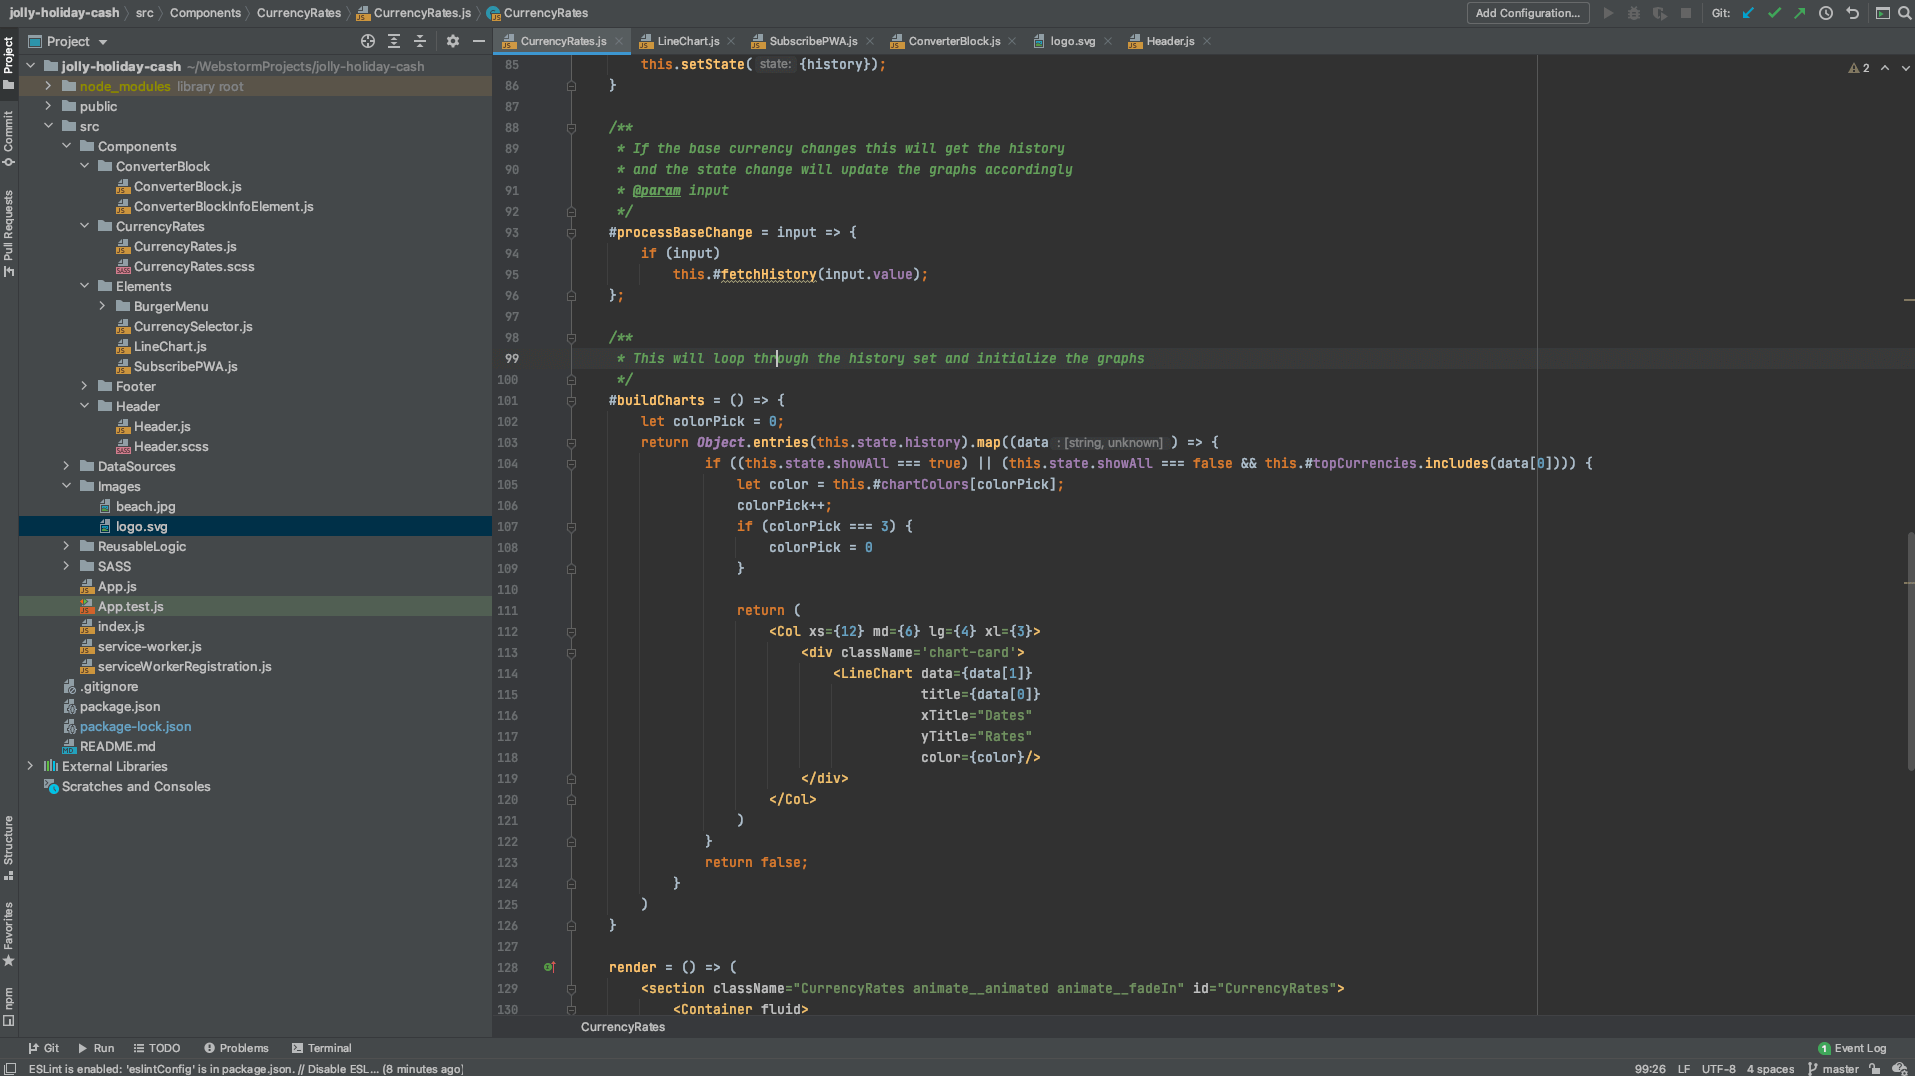 jolly-holiday-cash src Components CurrencyRates CurrencyRates.js CurrencyRates
Add Configuration... Git:
Project
CurrencyRates.js LineChart.js SubscribePWA.js ConverterBlock.js logo.svg Header.js
Project
Commit
Pull Requests
Structure
Favorites
npm
jolly-holiday-cash ~/WebstormProjects/jolly-holiday-cash
node_modules library root
public
src
Components
ConverterBlock
ConverterBlock.js
ConverterBlockInfoElement.js
CurrencyRates
CurrencyRates.js
CurrencyRates.scss
Elements
BurgerMenu
CurrencySelector.js
LineChart.js
SubscribePWA.js
Footer
Header
Header.js
Header.scss
DataSources
Images
beach.jpg
logo.svg
ReusableLogic
SASS
App.js
App.test.js
index.js
service-worker.js
serviceWorkerRegistration.js
.gitignore
package.json
package-lock.json
README.md
External Libraries
Scratches and Consoles
2
85 this.setState( state: {history});
86 }
87
88 /**
89 * If the base currency changes this will get the history
90 * and the state change will update the graphs accordingly
91 * @param input
92 */
93 #processBaseChange = input => {
94 if (input)
95 this.#fetchHistory(input.value);
96 };
97
98 /**
99 * This will loop through the history set and initialize the graphs
100 */
101 #buildCharts = () => {
102 let colorPick = 0;
103 return Object.entries(this.state.history).map((data : [string, unknown] ) => {
104 if ((this.state.showAll === true) || (this.state.showAll === false && this.#topCurrencies.includes(data[0]))) {
105 let color = this.#chartColors[colorPick];
106 colorPick++;
107 if (colorPick === 3) {
108 colorPick = 0
109 }
110
111 return (
112 <Col xs={12} md={6} lg={4} xl={3}>
113 <div className='chart-card'>
114 <LineChart data={data[1]}
115 title={data[0]}
116 xTitle="Dates"
117 yTitle="Rates"
118 color={color}/>
119 </div>
120 </Col>
121 )
122 }
123 return false;
124 }
125 )
126 }
127
128 render = () => (
129 <section className="CurrencyRates animate__animated animate__fadeIn" id="CurrencyRates">
130 <Container fluid>
CurrencyRates
Git Run TODO Problems Terminal 1 Event Log
ESLint is enabled: 'eslintConfig' is in package.json. // Disable ESL... (8 minutes ago) 99:26 LF UTF-8 4 spaces master